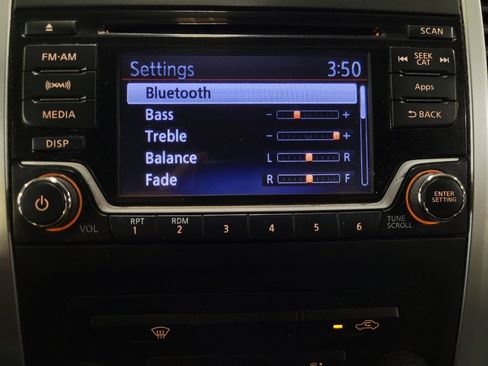 SCAN
FM•AM
SEEK
CAT
XM
Apps
MEDIA
BACK
DISP
Settings 3:50
Bluetooth
Bass - +
Treble - +
Balance L R
Fade R F
ENTER
SETTING
VOL
RPT
1
RDM
2
3
4
5
6
TUNE
SCROLL